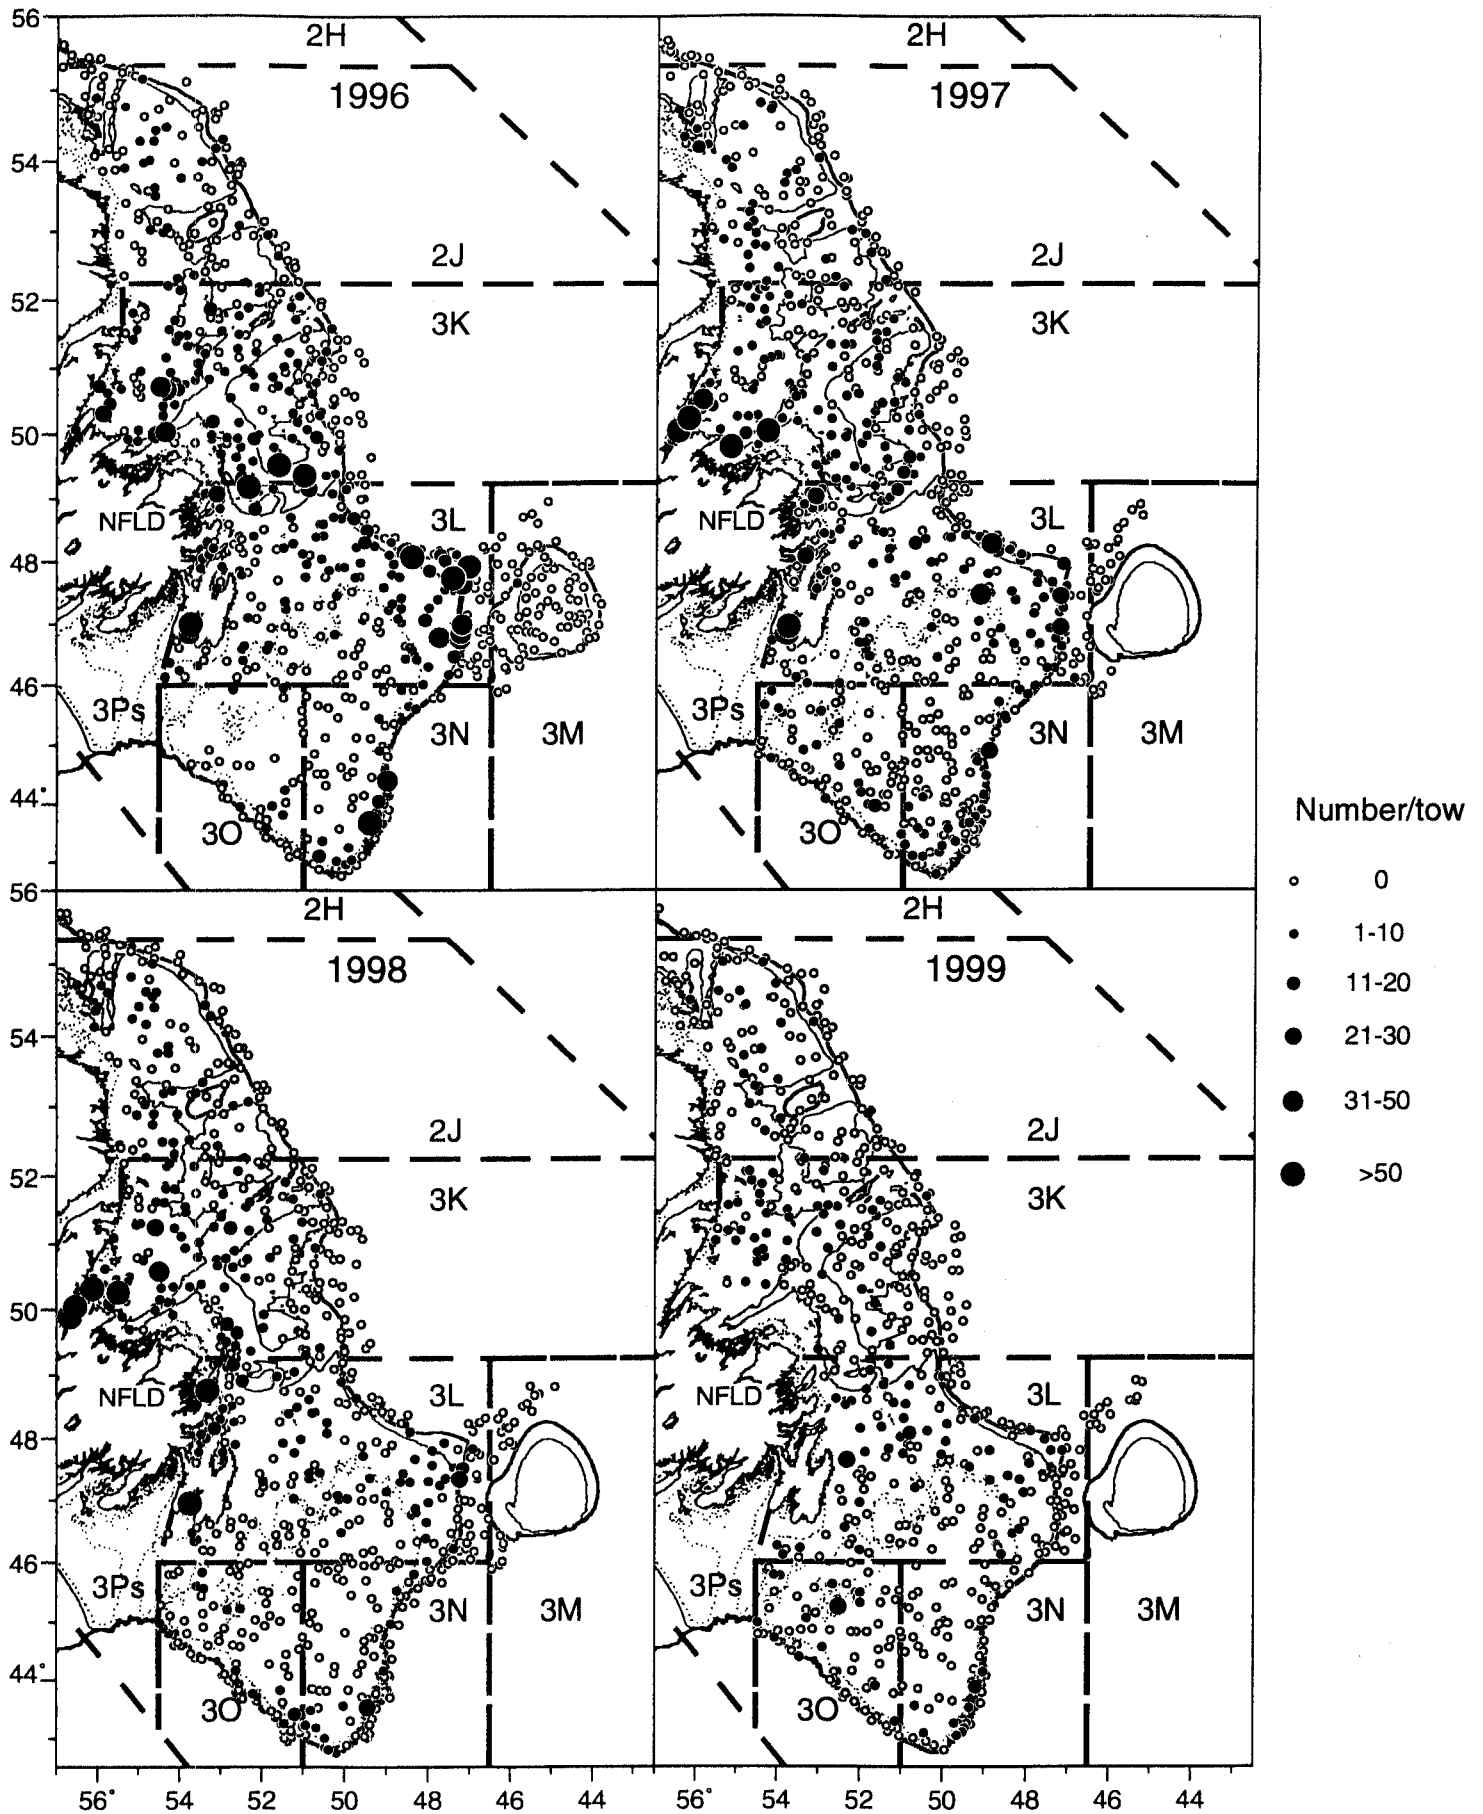 56
2H
2H
1996
1997
54
2J
2J
52
3K
3K
50
NFLD
3L
NFLD
3L
48
46
3Ps
3N
3M
3Ps
3N
3M
44°
3O
3O
Number/tow
0
1-10
11-20
21-30
31-50
>50
56
2H
2H
1998
1999
54
2J
2J
52
3K
3K
50
NFLD
3L
NFLD
3L
48
46
3Ps
3N
3M
3Ps
3N
3M
44°
3O
3O
56° 54 52 50 48 46 44 56° 54 52 50 48 46 44